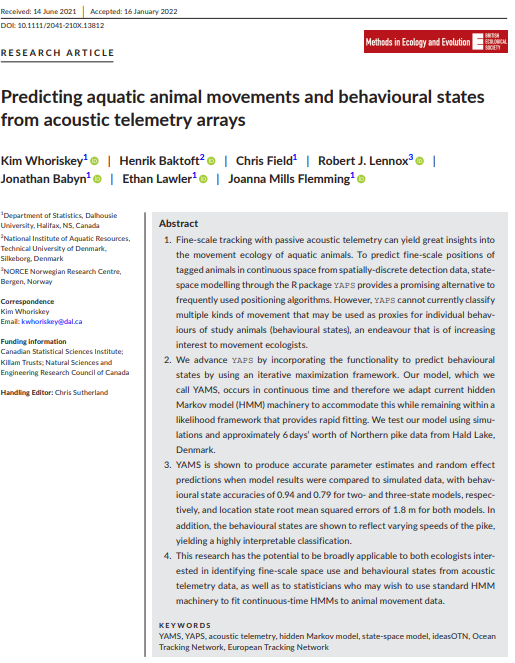 Received: 14 June 2021 | Accepted: 16 January 2022
DOI: 10.1111/2041-210X.13812
Methods in Ecology and Evolution
BRITISH
ECOLOGICAL
SOCIETY
RESEARCH ARTICLE
Predicting aquatic animal movements and behavioural states
from acoustic telemetry arrays
Kim Whoriskey1 | Henrik Baktoft2 | Chris Field1 | Robert J. Lennox3 |
Jonathan Babyn1 | Ethan Lawler1 | Joanna Mills Flemming1
1Department of Statistics, Dalhousie
University, Halifax, NS, Canada
2National Institute of Aquatic Resources,
Technical University of Denmark,
Silkeborg, Denmark
3NORCE Norwegian Research Centre,
Bergen, Norway
Correspondence
Kim Whoriskey
Email: kwhoriskey@dal.ca
Funding information
Canadian Statistical Sciences Institute;
Killam Trusts; Natural Sciences and
Engineering Research Council of Canada
Handling Editor: Chris Sutherland
Abstract
1. Fine-scale tracking with passive acoustic telemetry can yield great insights into
the movement ecology of aquatic animals. To predict fine-scale positions of
tagged animals in continuous space from spatially-discrete detection data, state-
space modelling through the R package YAPS provides a promising alternative to
frequently used positioning algorithms. However, YAPS cannot currently classify
multiple kinds of movement that may be used as proxies for individual behav-
iours of study animals (behavioural states), an endeavour that is of increasing
interest to movement ecologists.
2. We advance YAPS by incorporating the functionality to predict behavioural
states by using an iterative maximization framework. Our model, which we
call YAMS, occurs in continuous time and therefore we adapt current hidden
Markov model (HMM) machinery to accommodate this while remaining within a
likelihood framework that provides rapid fitting. We test our model using simu-
lations and approximately 6 days' worth of Northern pike data from Hald Lake,
Denmark.
3. YAMS is shown to produce accurate parameter estimates and random effect
predictions when model results were compared to simulated data, with behav-
ioural state accuracies of 0.94 and 0.79 for two- and three-state models, respec-
tively, and location state root mean squared errors of 1.8 m for both models. In
addition, the behavioural states are shown to reflect varying speeds of the pike,
yielding a highly interpretable classification.
4. This research has the potential to be broadly applicable to both ecologists inter-
ested in identifying fine-scale space use and behavioural states from acoustic
telemetry data, as well as to statisticians who may wish to use standard HMM
machinery to fit continuous-time HMMs to animal movement data.
KEYWORDS
YAMS, YAPS, acoustic telemetry, hidden Markov model, state-space model, ideasOTN, Ocean
Tracking Network, European Tracking Network